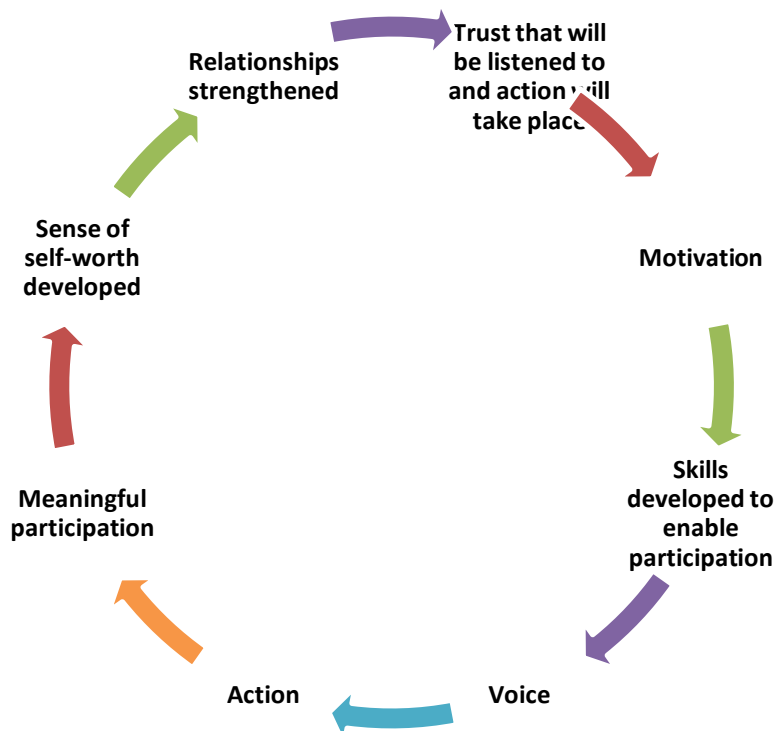 Trust that will
be listened to
and action will
take place
Motivation
Skills
developed to
enable
participation
Voice
Action
Meaningful
participation
Sense of
self-worth
developed
Relationships
strengthened